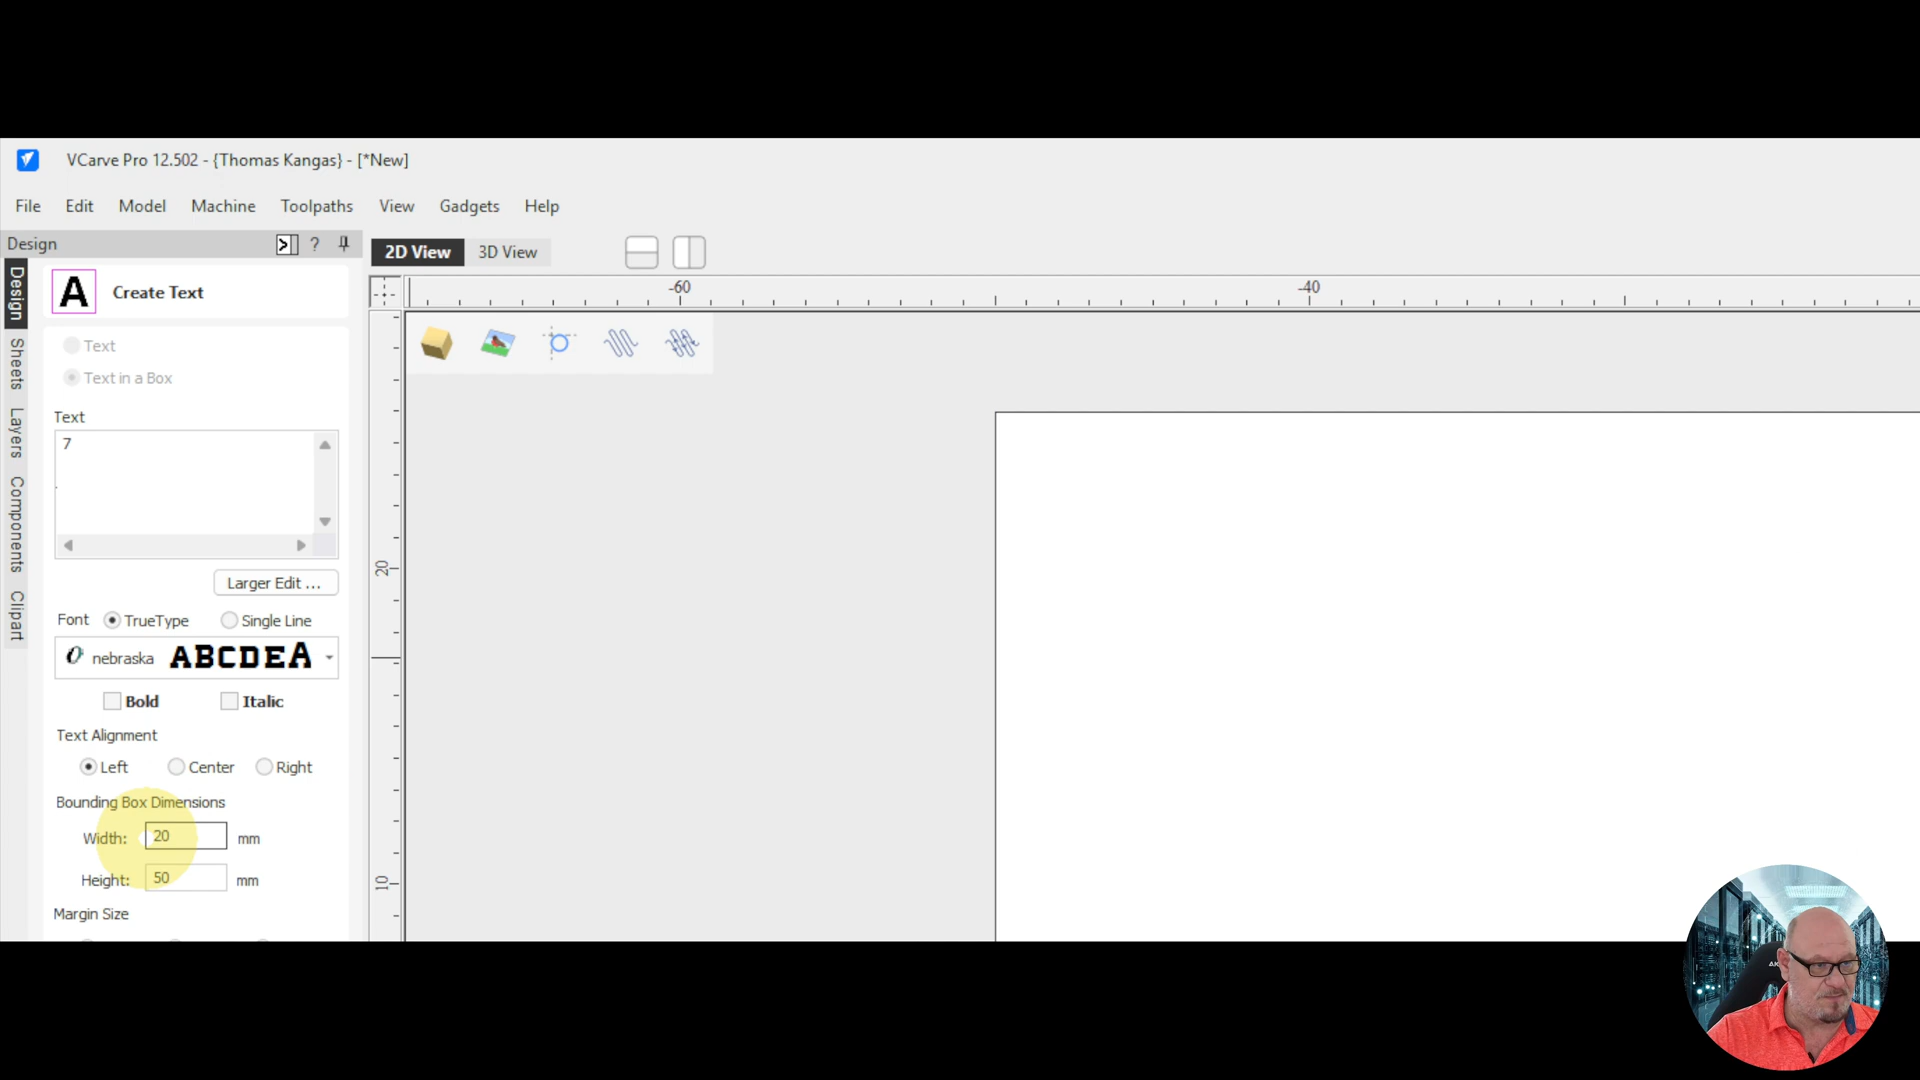 VCarve Pro 12.502 - {Thomas Kangas} - [*New]
File Edit Model Machine Toolpaths View Gadgets Help
Design ?
2D View 3D View
A Create Text
-60 -40
Text
Text in a Box
Text
7
Larger Edit ...
Font TrueType Single Line
O nebraska ABCDEA
Bold Italic
Text Alignment
Left Center Right
Bounding Box Dimensions
Width: 20 mm
Height: 50 mm
Margin Size
Design
Sheets
Layers
Components
Clipart
20
10